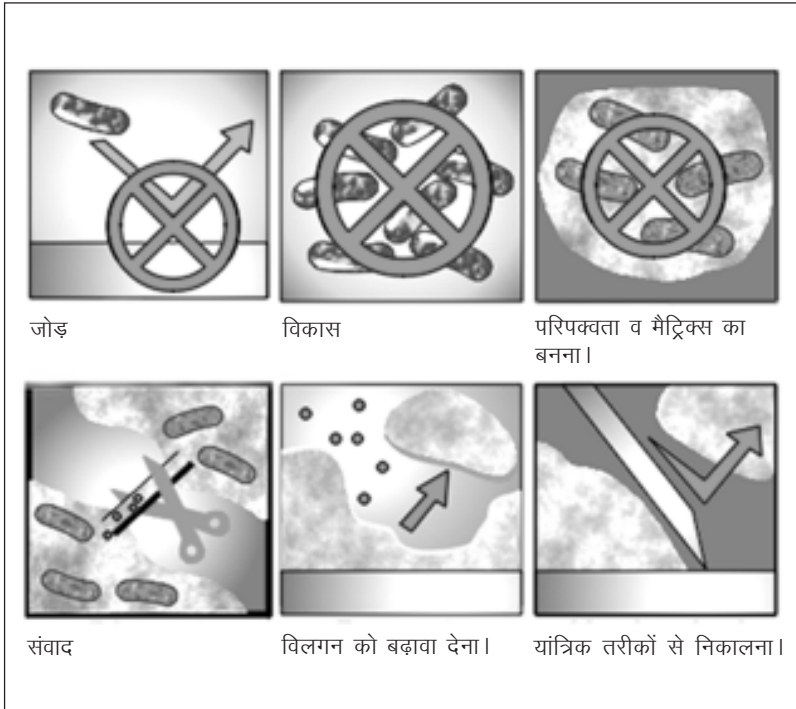 जोड़
विकास
परिपक्वता व मैट्रिक्स का
बनना।
संवाद
विलगन को बढ़ावा देना।
यांत्रिक तरीकों से निकालना।